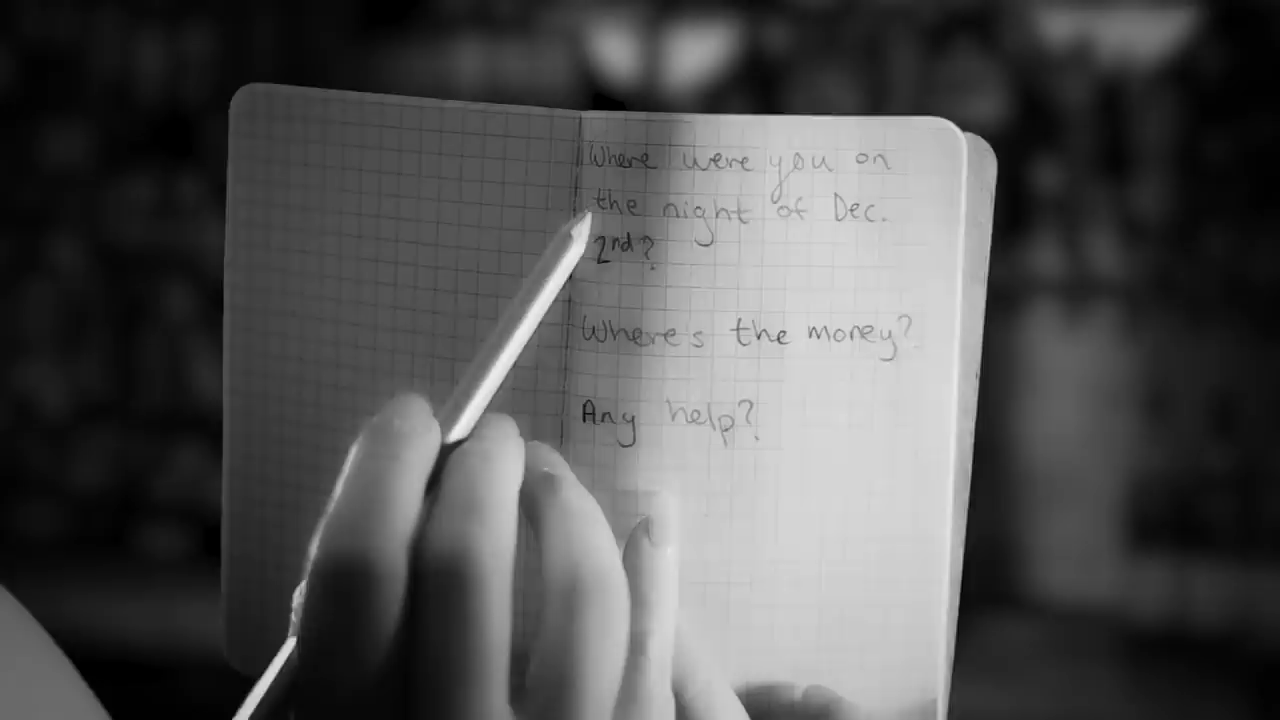 Where were you on
the night of Dec.
2nd?
Where's the money?
Any help?